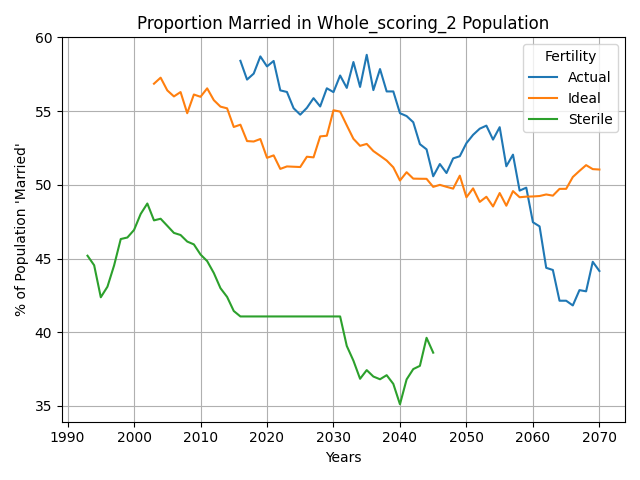 Proportion Married in Whole_scoring_2 Population
% of Population 'Married'
60
55
50
45
40
35
Fertility
Actual
Ideal
Sterile
1990 2000 2010 2020 2030 2040 2050 2060 2070
Years